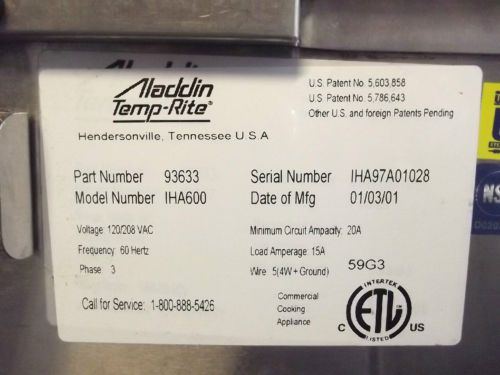 Aladdin
Temp-Rite®
Hendersonville, Tennessee U.S.A
U.S. Patent No. 5,603,858
U.S. Patent No. 5,786,643
Other U.S. and foreign Patents Pending
Part Number 93633
Serial Number IHA97A01028
Model Number IHA600
Date of Mfg 01/03/01
Voltage: 120/208 VAC
Minimum Circuit Ampacity: 20A
Frequency: 60 Hertz
Load Amperage: 15A
Phase : 3
Wire 5(4W + Ground)
59G3
Call for Service: 1-800-888-5426
Commercial
Cooking
Appliance
INTERTEK
ETL
LISTED
C US
NS